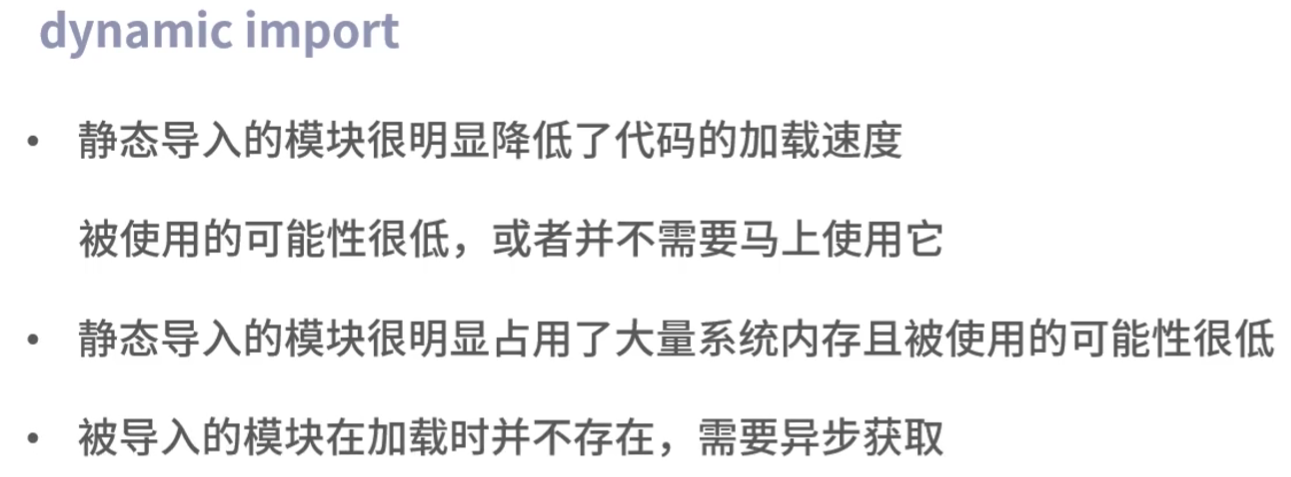 dynamic import
• 静态导入的模块很明显降低了代码的加载速度
被使用的可能性很低，或者并不需要马上使用它
• 静态导入的模块很明显占用了大量系统内存且被使用的可能性很低
• 被导入的模块在加载时并不存在，需要异步获取